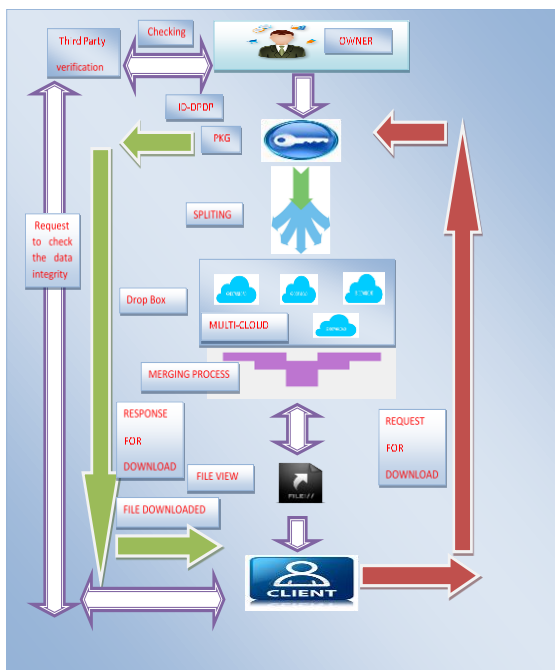 Checking
Third Party
verification
OWNER
ID-DPDP
PKG
SPLITING
Request
to check
the data
integrity
Drop Box
MULTI-CLOUD
MERGING PROCESS
RESPONSE
FOR
DOWNLOAD
REQUEST
FOR
DOWNLOAD
FILE VIEW
FILE://
FILE DOWNLOADED
CLIENT